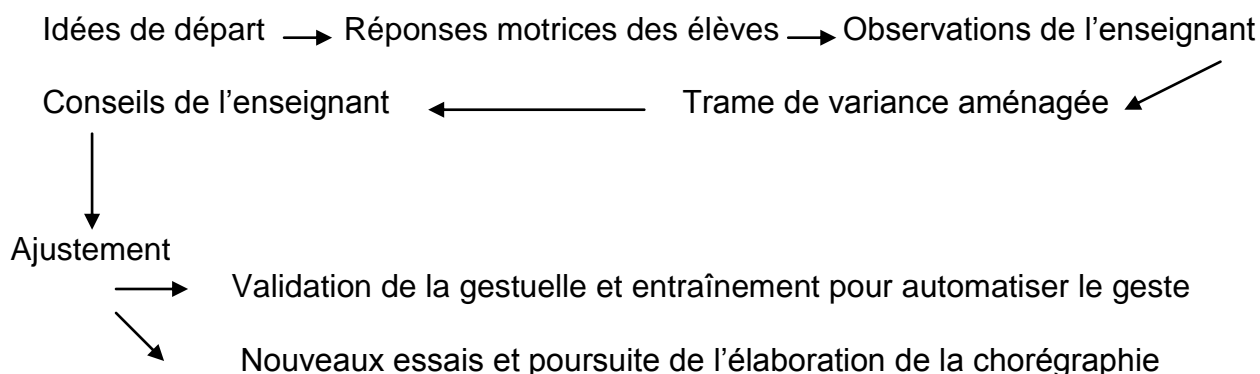 Idées de départ Réponses motrices des élèves Observations de l’enseignant
Conseils de l’enseignant Trame de variance aménagée
Ajustement
Validation de la gestuelle et entraînement pour automatiser le geste
Nouveaux essais et poursuite de l’élaboration de la chorégraphie